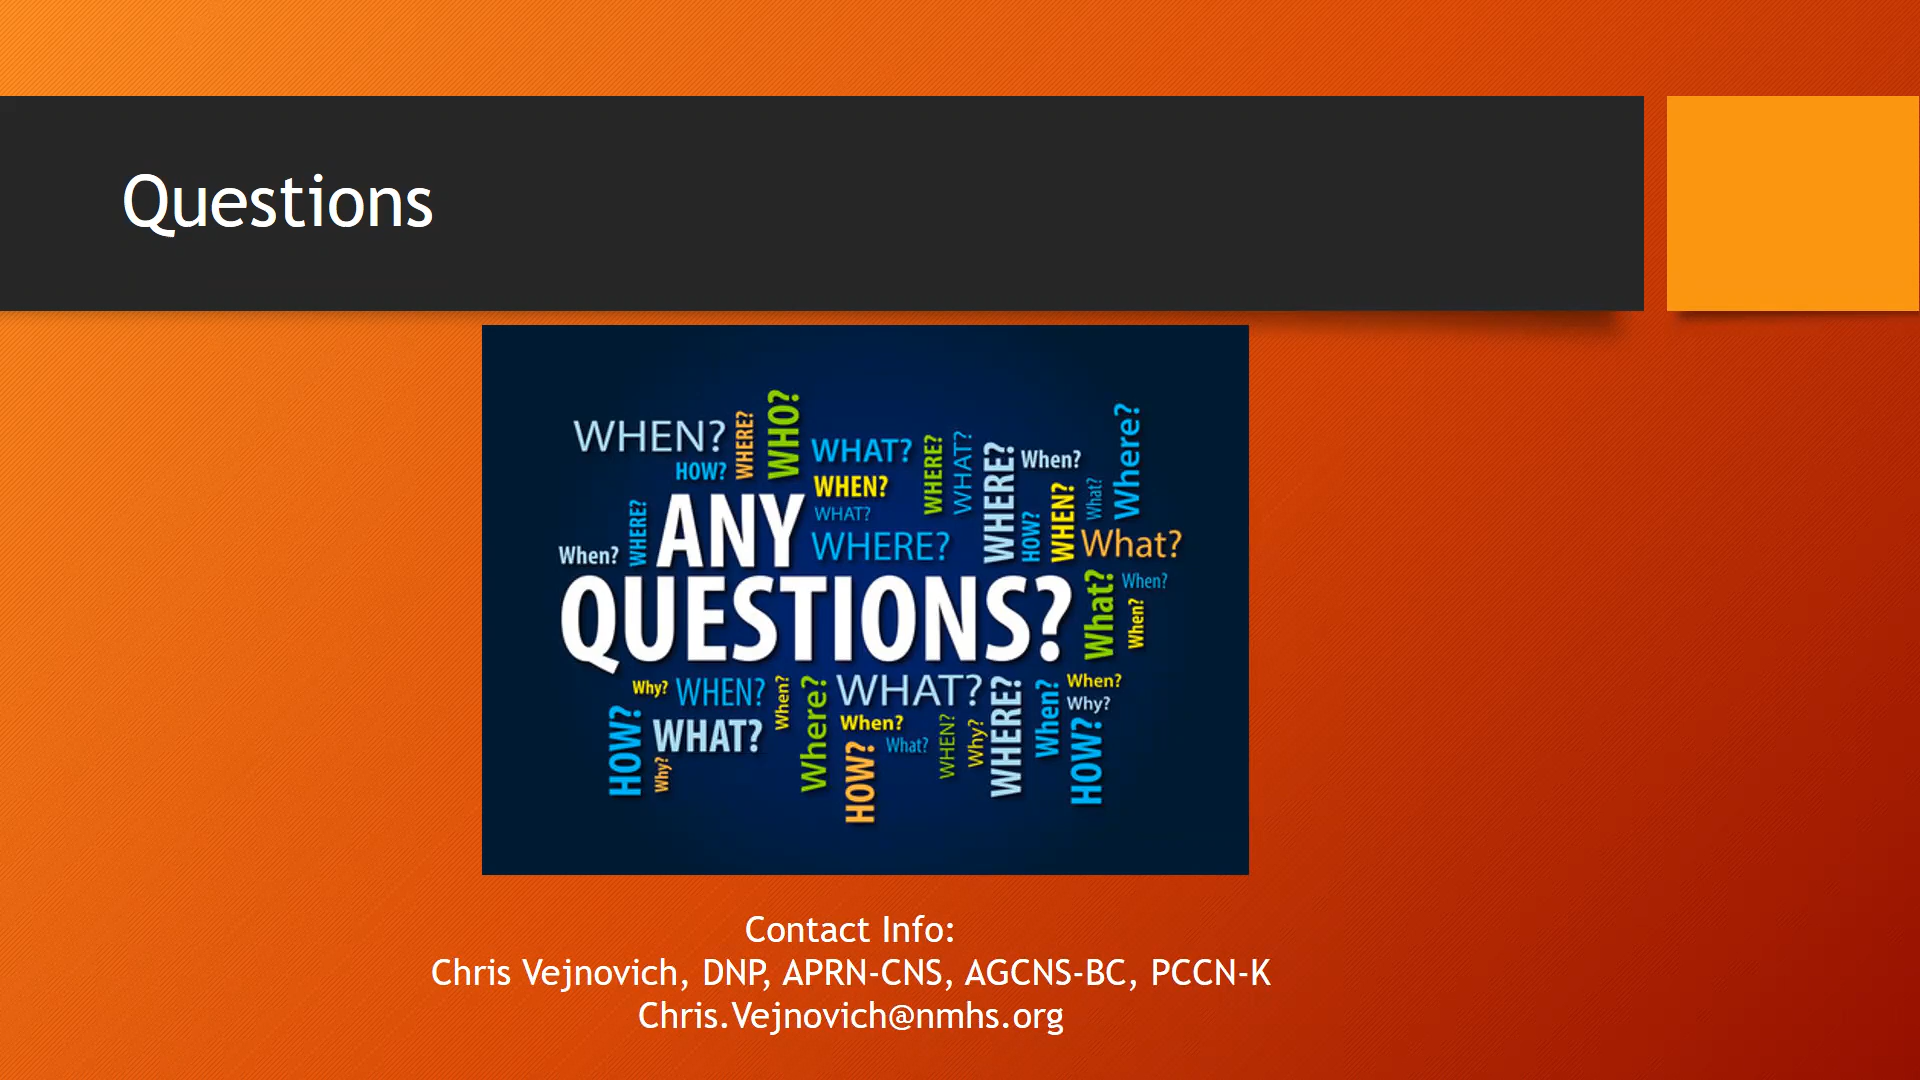 Questions
WHEN?
WHERE?
WHO?
HOW?
WHAT?
WHEN?
WHAT?
WHERE?
WHERE?
WHAT?
WHERE?
When?
HOW?
WHEN?
What?
Where?
What?
When?
WHERE?
ANY
QUESTIONS?
What?
When?
When?
Why?
WHEN?
When?
Where?
WHAT?
WHERE?
When?
When?
Why?
HOW?
WHAT?
Why?
When?
HOW?
What?
WHEN?
Why?
HOW?
Contact Info:
Chris Vejnovich, DNP, APRN-CNS, AGCNS-BC, PCCN-K
Chris.Vejnovich@nmhs.org